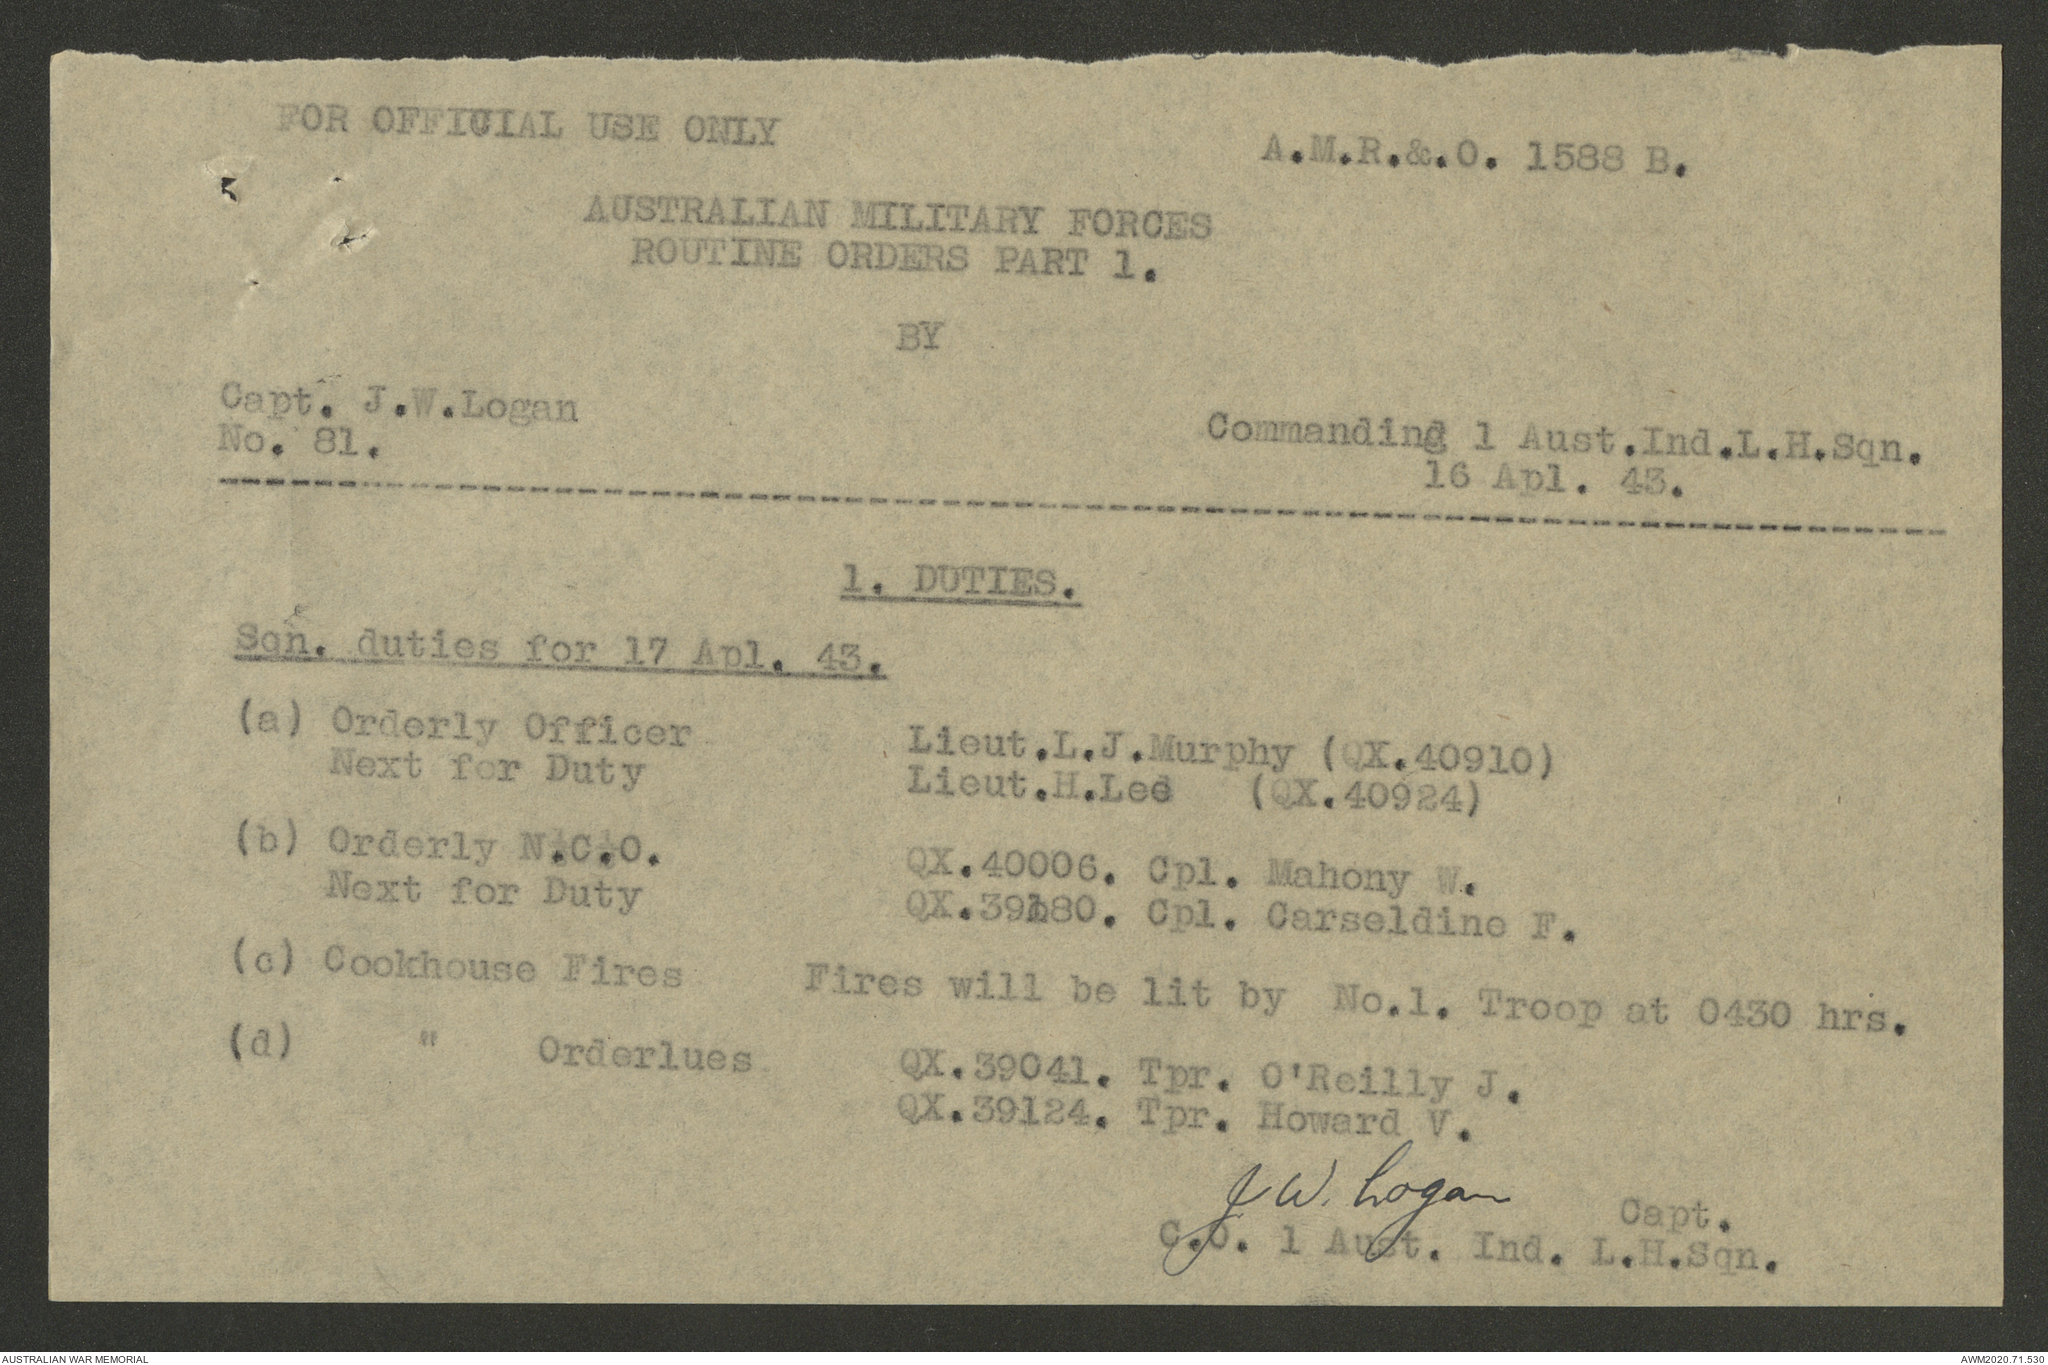 FOR OFFICIAL USE ONLY
A.M.R.&.O. 1588 B.
AUSTRALIAN MILITARY FORCES
ROUTINE ORDERS PART 1.
BY
Capt. J.W.Logan
No. 81.
Commanding 1 Aust.Ind.L.H.Sqn.
16 Apl. 43.
1. DUTIES.
Sqn. duties for 17 Apl. 43.
(a) Orderly Officer Lieut.L.J.Murphy (QX.40910)
Next for Duty Lieut.H.Lee (QX.40924)
(b) Orderly N.C.O. QX.40006. Cpl. Mahony W.
Next for Duty QX.39180. Cpl. Carseldine F.
(c) Cookhouse Fires Fires will be lit by No.1. Troop at 0430 hrs.
(d) " Orderlues QX.39041. Tpr. O'Reilly J.
QX.39124. Tpr. Howard V.
J W. Logan Capt.
C.O. 1 Aust. Ind. L.H.Sqn.
AUSTRALIAN WAR MEMORIAL
AWM2020.71.530